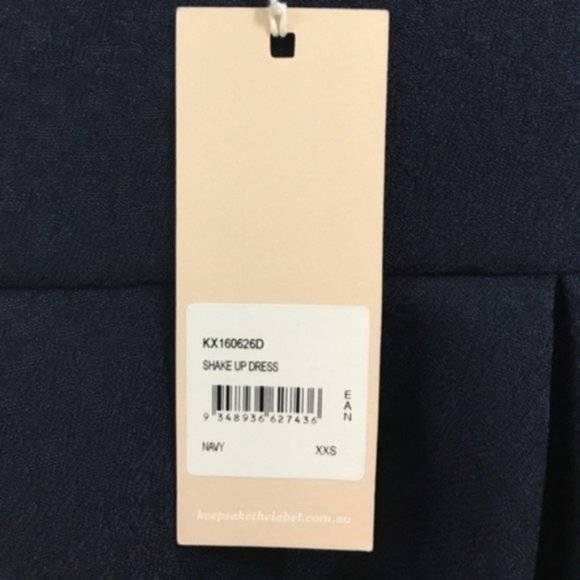 KX160626D
SHAKE UP DRESS
EAN
9 348936 627436
NAVY XXS
keepsakethelabel.com.au